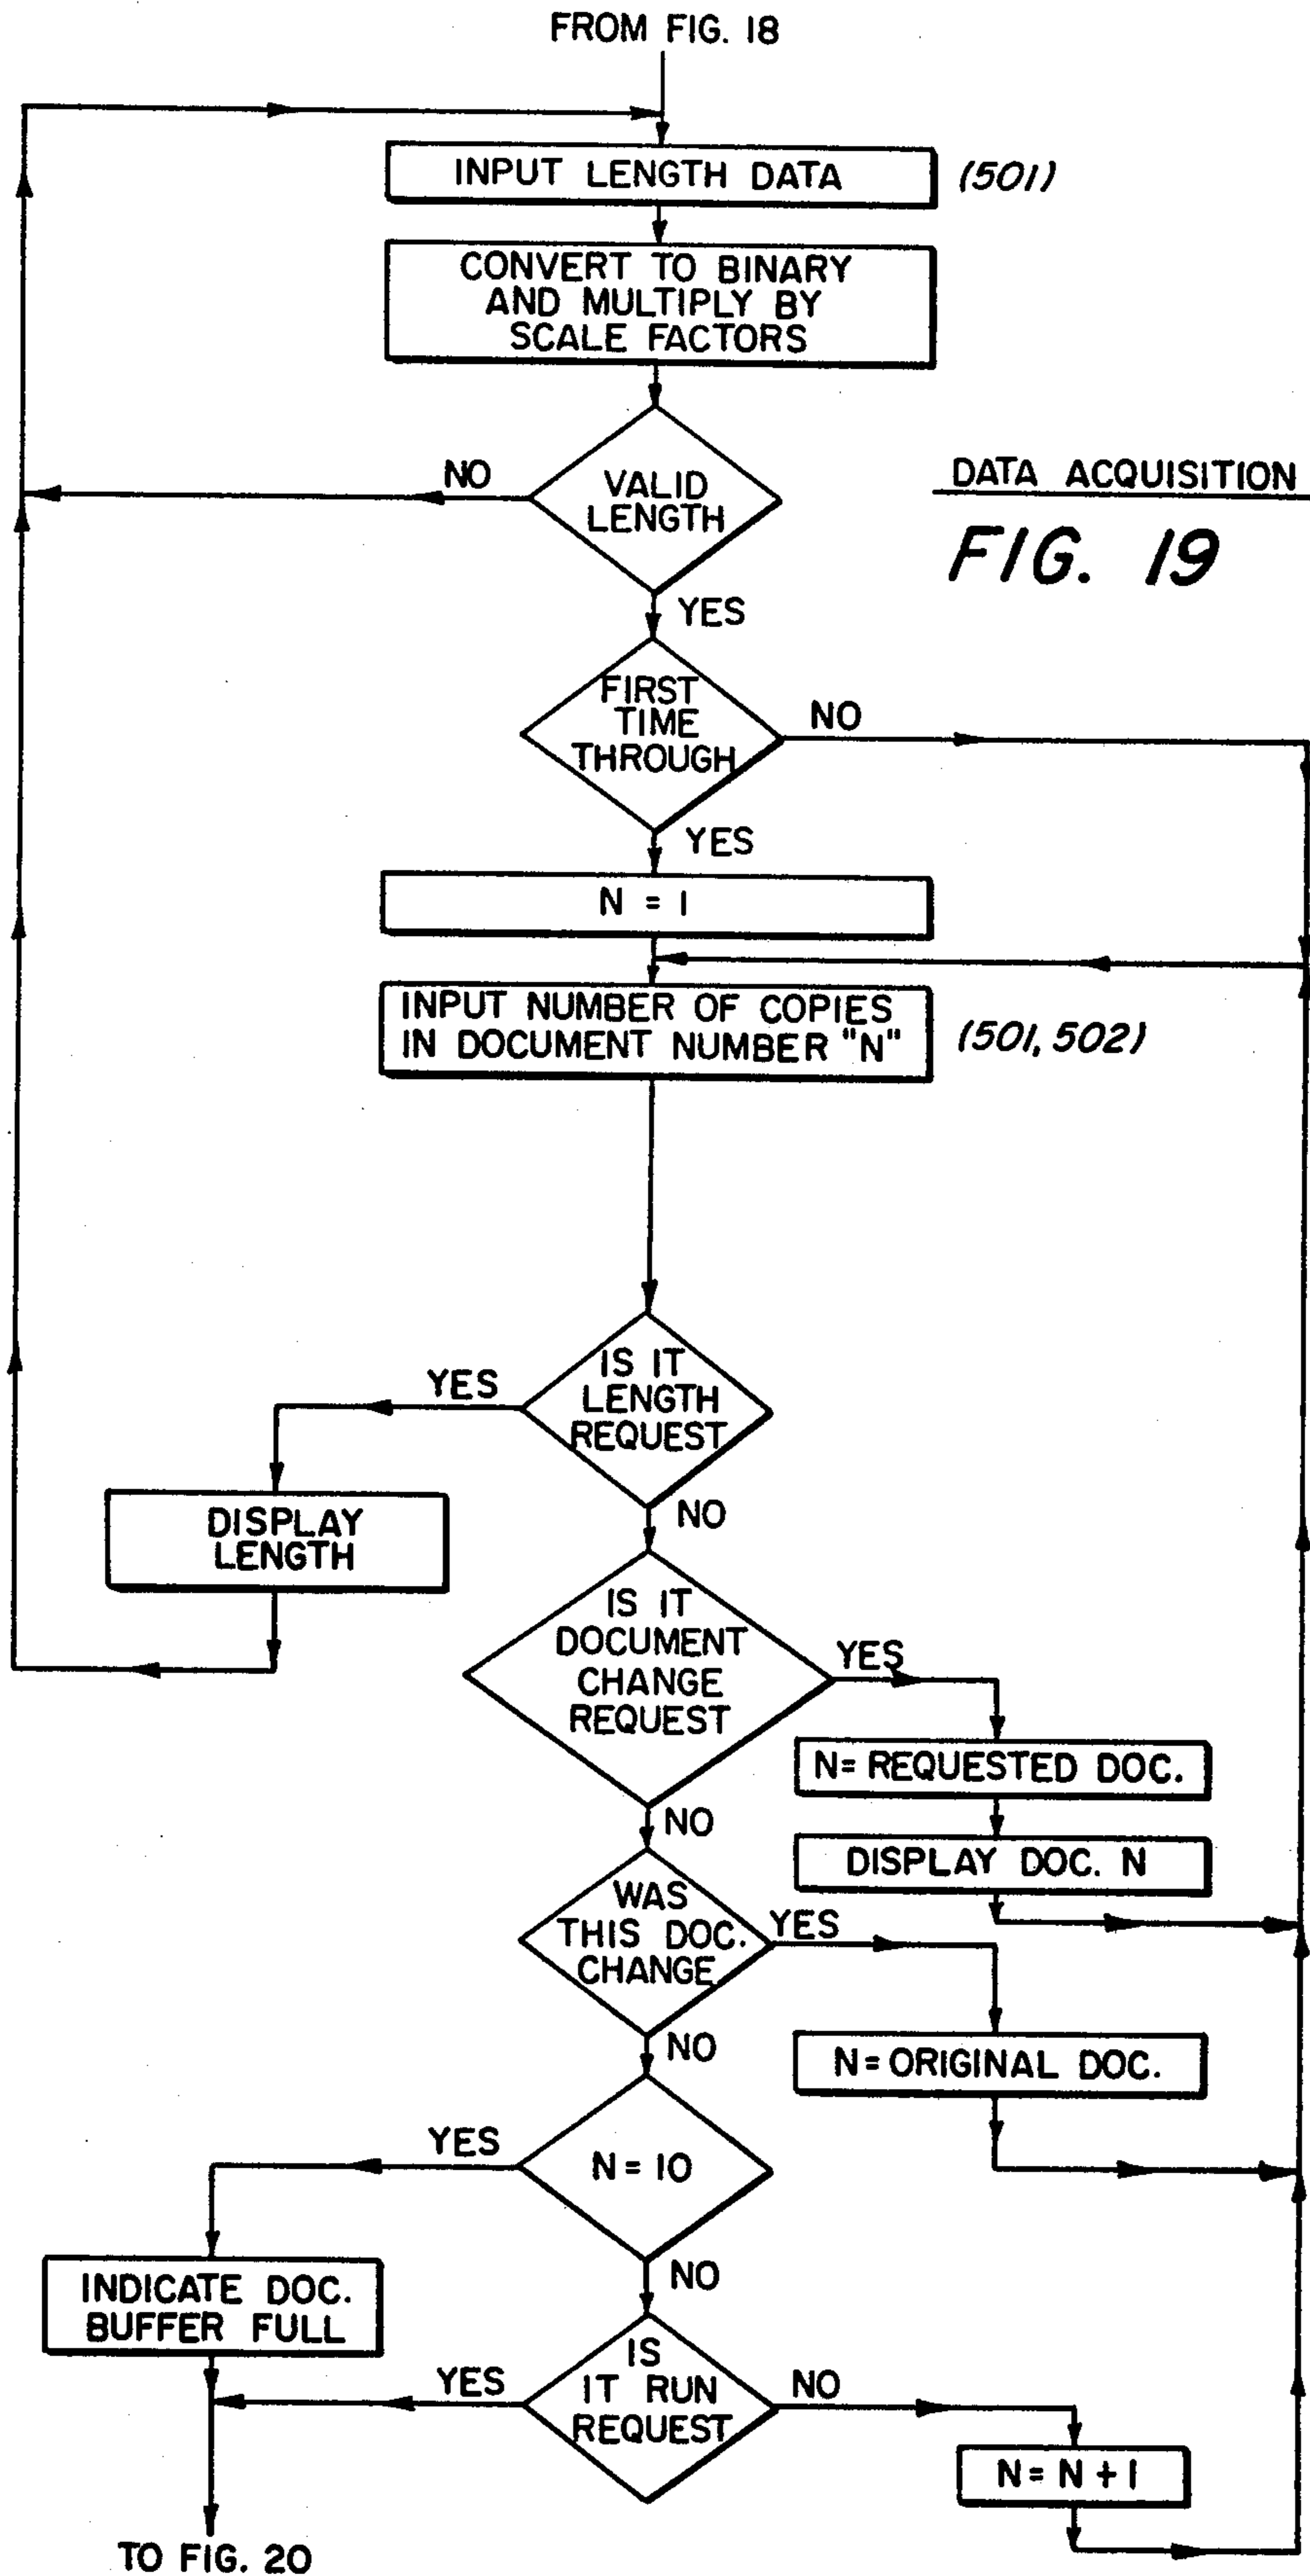 FROM FIG. 18
INPUT LENGTH DATA
(501)
CONVERT TO BINARY
AND MULTIPLY BY
SCALE FACTORS
NO
VALID
LENGTH
DATA ACQUISITION
FIG. 19
YES
FIRST
TIME
THROUGH
NO
YES
N = 1
INPUT NUMBER OF COPIES
IN DOCUMENT NUMBER "N"
(501, 502)
IS IT
LENGTH
REQUEST
YES
NO
DISPLAY
LENGTH
IS IT
DOCUMENT
CHANGE
REQUEST
YES
N= REQUESTED DOC.
NO
DISPLAY DOC. N
WAS
THIS DOC.
CHANGE
YES
NO
N= ORIGINAL DOC.
YES
N= 10
NO
INDICATE DOC.
BUFFER FULL
IS
IT RUN
REQUEST
YES
NO
N= N + 1
TO FIG. 20